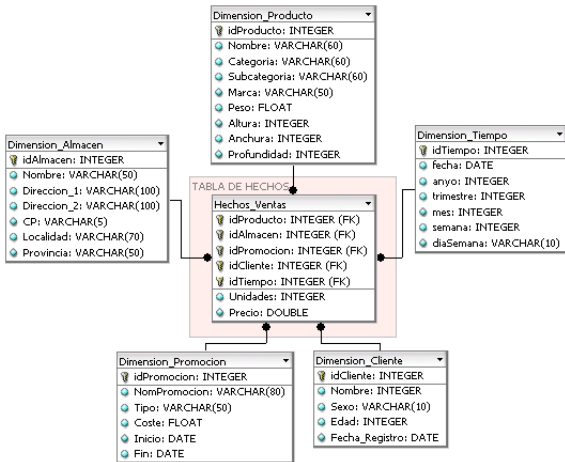 Dimension_Producto
idProducto: INTEGER
Nombre: VARCHAR(60)
Categoria: VARCHAR(60)
Subcategoria: VARCHAR(60)
Marca: VARCHAR(50)
Peso: FLOAT
Altura: INTEGER
Anchura: INTEGER
Profundidad: INTEGER
Dimension_Almacen
idAlmacen: INTEGER
Nombre: VARCHAR(50)
Direccion_1: VARCHAR(100)
Direccion_2: VARCHAR(100)
CP: VARCHAR(5)
Localidad: VARCHAR(70)
Provincia: VARCHAR(50)
Dimension_Tiempo
idTiempo: INTEGER
fecha: DATE
anyo: INTEGER
trimestre: INTEGER
mes: INTEGER
semana: INTEGER
diaSemana: VARCHAR(10)
TABLA DE HECHOS
Hechos_Ventas
idProducto: INTEGER (FK)
idAlmacen: INTEGER (FK)
idPromocion: INTEGER (FK)
idCliente: INTEGER (FK)
idTiempo: INTEGER (FK)
Unidades: INTEGER
Precio: DOUBLE
Dimension_Promocion
idPromocion: INTEGER
NomPromocion: VARCHAR(80)
Tipo: VARCHAR(50)
Coste: FLOAT
Inicio: DATE
Fin: DATE
Dimension_Cliente
idCliente: INTEGER
Nombre: INTEGER
Sexo: VARCHAR(10)
Edad: INTEGER
Fecha_Registro: DATE